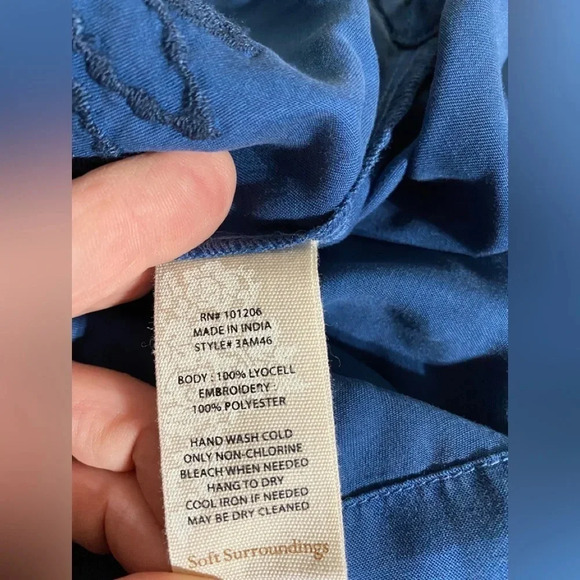 RN# 101206
MADE IN INDIA
STYLE# 3AM46
BODY : 100% LYOCELL
EMBROIDERY :
100% POLYESTER
HAND WASH COLD
ONLY NON-CHLORINE
BLEACH WHEN NEEDED
HANG TO DRY
COOL IRON IF NEEDED
MAY BE DRY CLEANED
Soft Surroundings